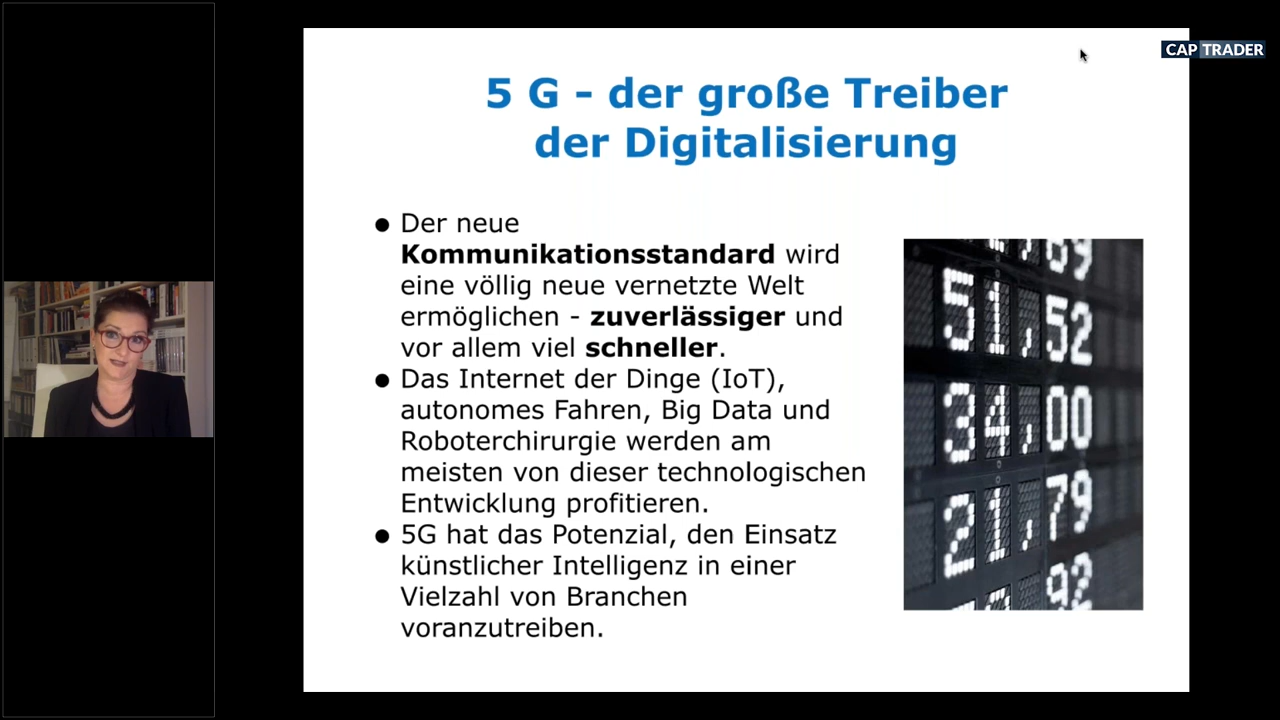 CAP TRADER
5 G - der große Treiber
der Digitalisierung
● Der neue
Kommunikationsstandard wird
eine völlig neue vernetzte Welt
ermöglichen - zuverlässiger und
vor allem viel schneller.
● Das Internet der Dinge (IoT),
autonomes Fahren, Big Data und
Roboterchirurgie werden am
meisten von dieser technologischen
Entwicklung profitieren.
● 5G hat das Potenzial, den Einsatz
künstlicher Intelligenz in einer
Vielzahl von Branchen
voranzutreiben.
51,52
34,00
21,79
92